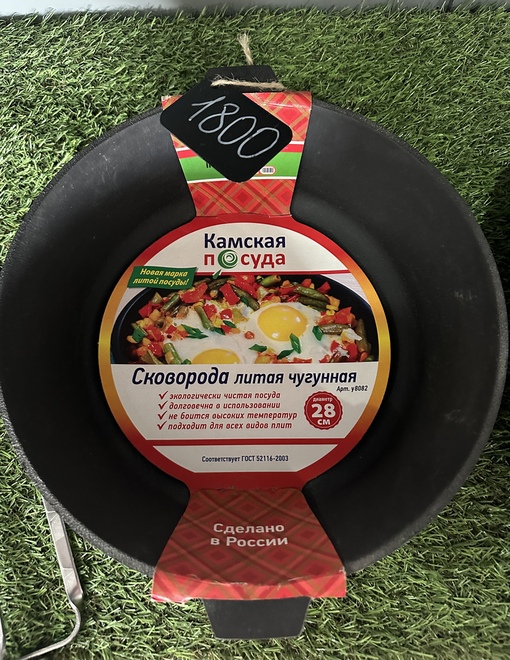 1800
Камская
посуда
Новая марка
литой посуды!
Сковорода литая чугунная
Арт. у8082
✓ экологически чистая посуда
✓ долговечна в использовании
✓ не боится высоких температур
✓ подходит для всех видов плит
диаметр
28
см
Соответствует ГОСТ 52116-2003
Сделано
в России